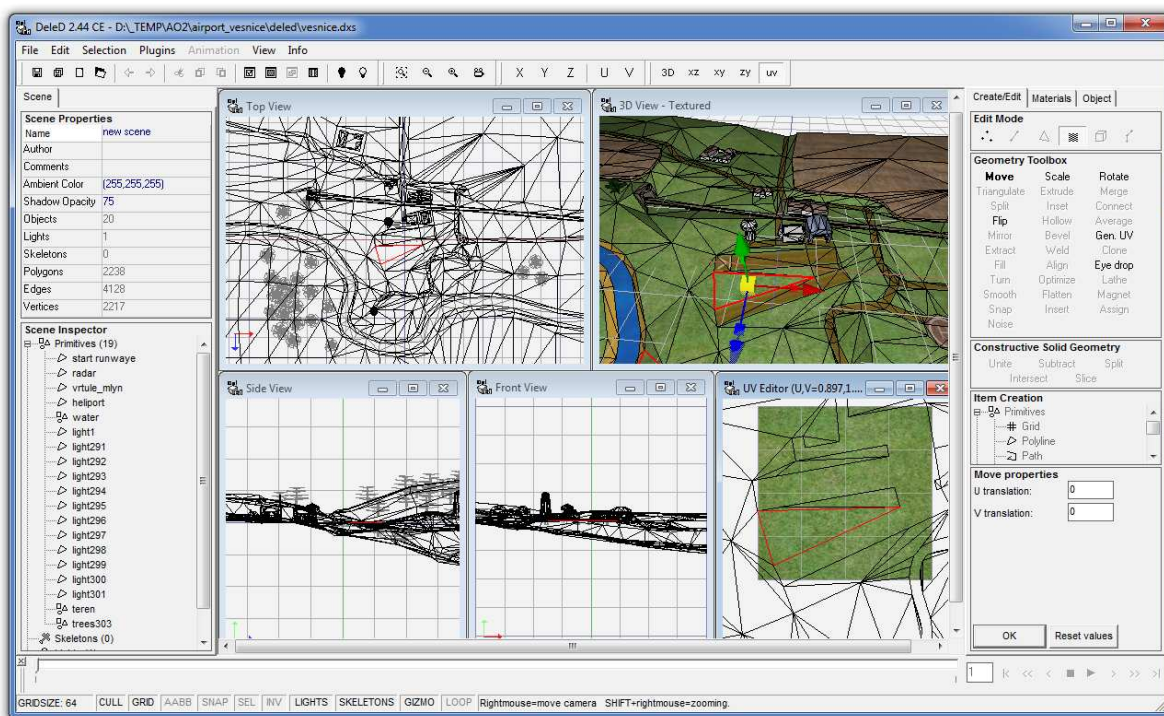 DeleD 2.44 CE - D:\_TEMP\AO2\airport_vesnice\deled\vesnice.dxs
File Edit Selection Plugins Animation View Info
X Y Z U V 3D xz xy zy uv
Scene
Scene Properties
Name new scene
Author
Comments
Ambient Color (255,255,255)
Shadow Opacity 75
Objects 20
Lights 1
Skeletons 0
Polygons 2238
Edges 4128
Vertices 2217
Scene Inspector
Primitives (19)
start runwaye
radar
vrtule_mlyn
heliport
water
light1
light291
light292
light293
light294
light295
light296
light297
light298
light299
light300
light301
teren
trees303
Skeletons (0)
Top View
3D View - Textured
Side View
Front View
UV Editor (U,V=0.897,1....
Create/Edit Materials Object
Edit Mode
Geometry Toolbox
Move Scale Rotate
Triangulate Extrude Merge
Split Inset Connect
Flip Hollow Average
Mirror Bevel Gen. UV
Extract Weld Clone
Fill Align Eye drop
Turn Optimize Lathe
Smooth Flatten Magnet
Snap Insert Assign
Noise
Constructive Solid Geometry
Unite Subtract Split
Intersect Slice
Item Creation
Primitives
Grid
Polyline
Path
Move properties
U translation: 0
V translation: 0
OK Reset values
1
GRIDSIZE: 64 CULL GRID AABB SNAP SEL INV LIGHTS SKELETONS GIZMO LOOP Rightmouse=move camera SHIFT+rightmouse=zooming.